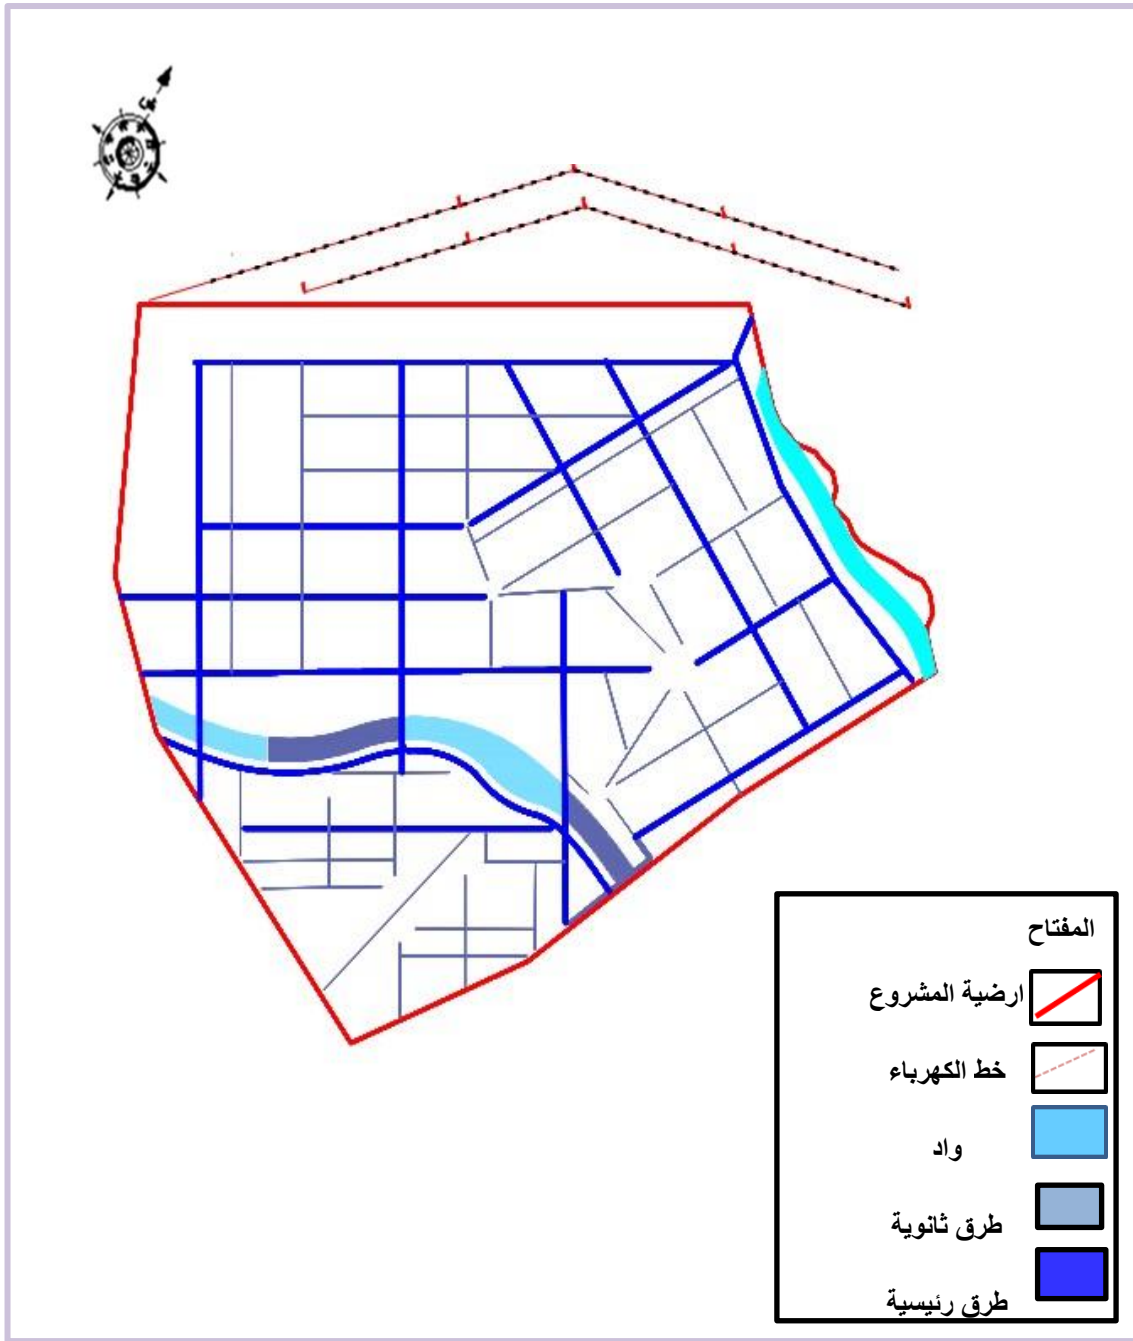 المفتاح
ارضية المشروع
خط الكهرباء
واد
طرق ثانوية
طرق رئيسية